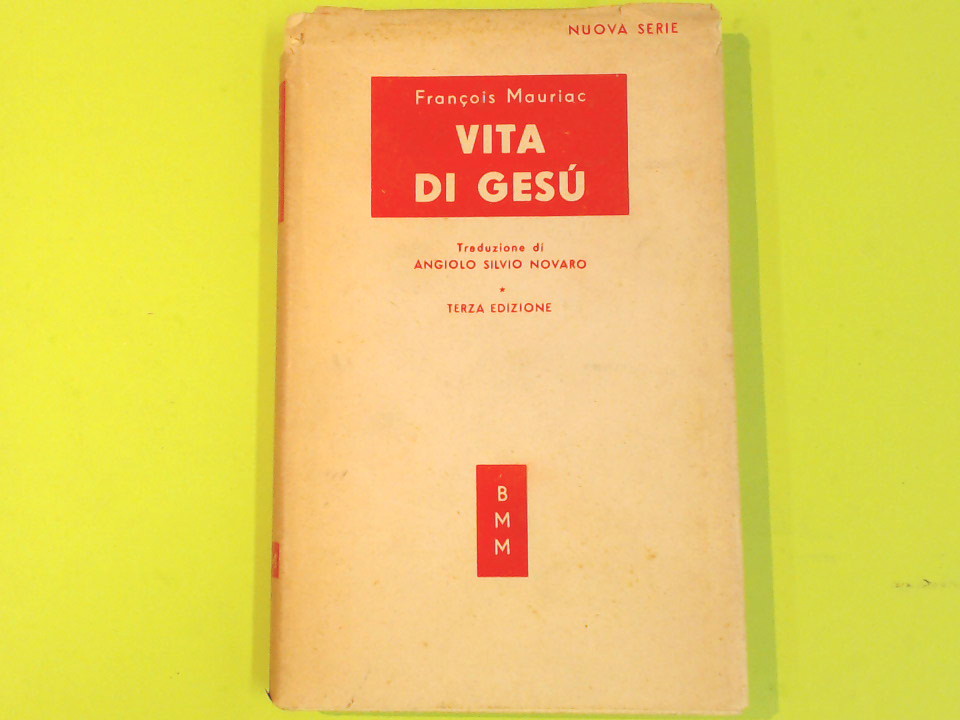 NUOVA SERIE
François Mauriac
VITA
DI GESÚ
Traduzione di
ANGIOLO SILVIO NOVARO
*
TERZA EDIZIONE
B
M
M